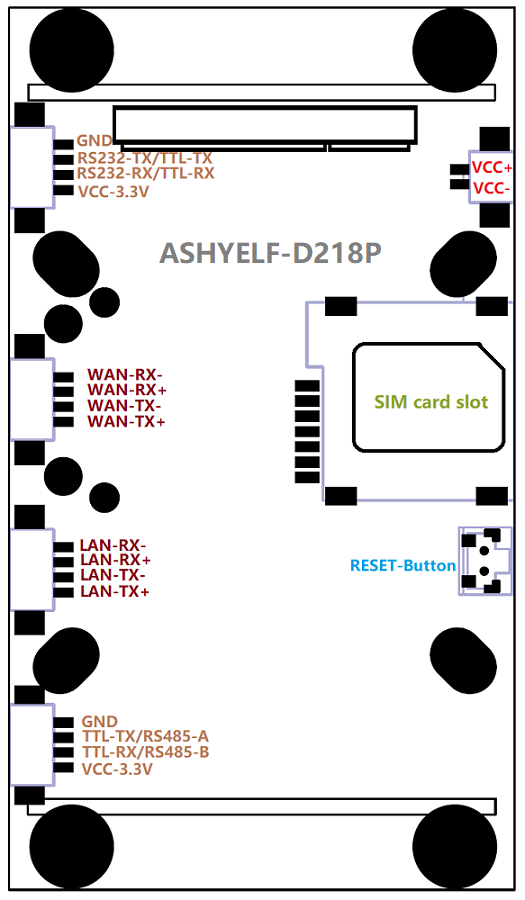 GND
RS232-TX/TTL-TX
RS232-RX/TTL-RX
VCC-3.3V
VCC+
VCC-
ASHYELF-D218P
WAN-RX-
WAN-RX+
WAN-TX-
WAN-TX+
SIM card slot
LAN-RX-
LAN-RX+
LAN-TX-
LAN-TX+
RESET-Button
GND
TTL-TX/RS485-A
TTL-RX/RS485-B
VCC-3.3V